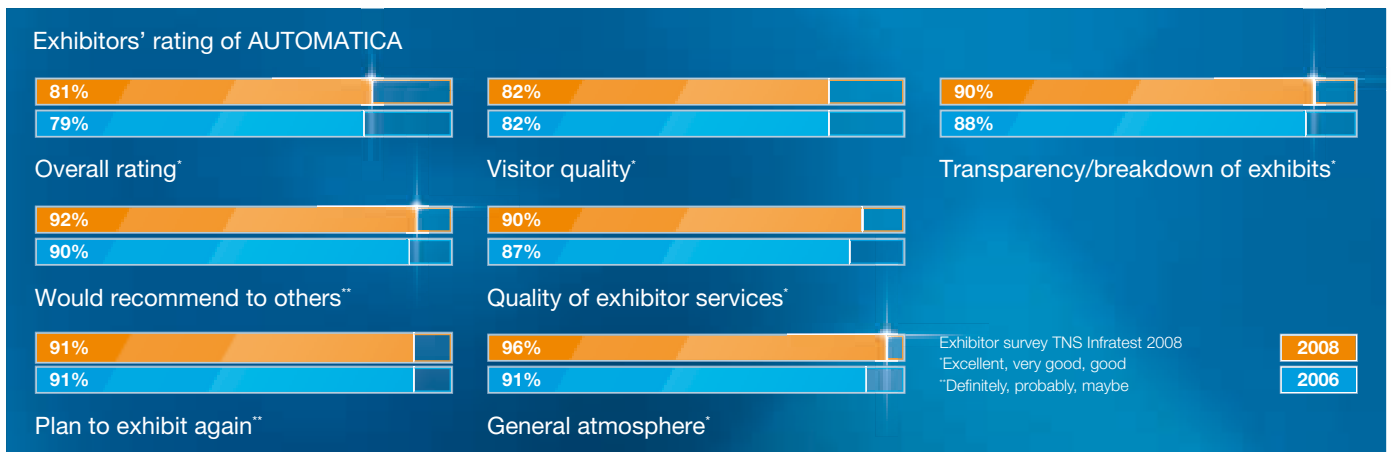 Exhibitors’ rating of AUTOMATICA
81%
79%
Overall rating*
82%
82%
Visitor quality*
90%
88%
Transparency/breakdown of exhibits*
92%
90%
Would recommend to others**
90%
87%
Quality of exhibitor services*
91%
91%
Plan to exhibit again**
96%
91%
General atmosphere*
Exhibitor survey TNS Infratest 2008
*Excellent, very good, good
**Definitely, probably, maybe
2008
2006